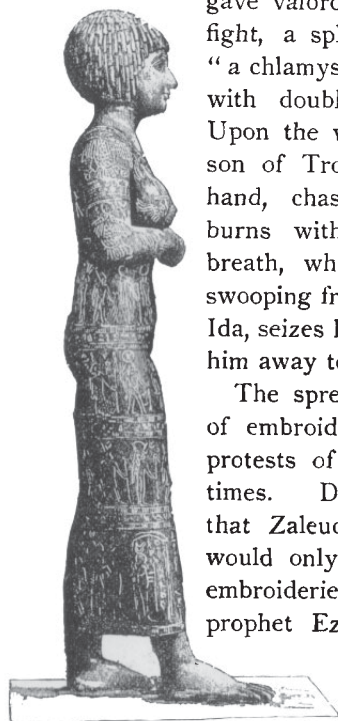 gave valoro
fight, a spl
“ a chlamys
with doubl
Upon the v
son of Tro
hand, chas
burns with
breath, wh
swooping fr
Ida, seizes l
him away to
The spre
of embroid
protests of
times. D
that Zaleuc
would only
embroiderie
prophet Ez